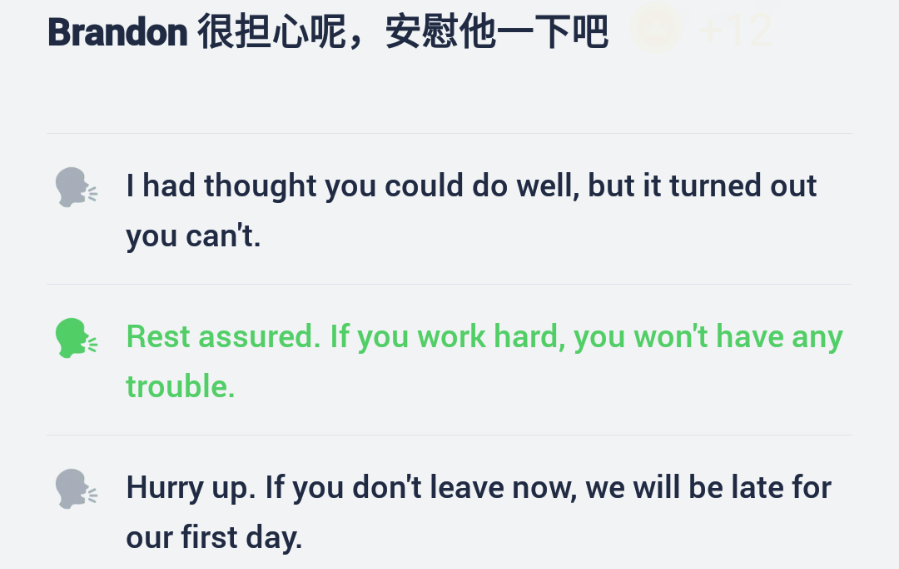 Brandon 很担心呢，安慰他一下吧 +12
I had thought you could do well, but it turned out
you can't.
Rest assured. If you work hard, you won't have any
trouble.
Hurry up. If you don't leave now, we will be late for
our first day.